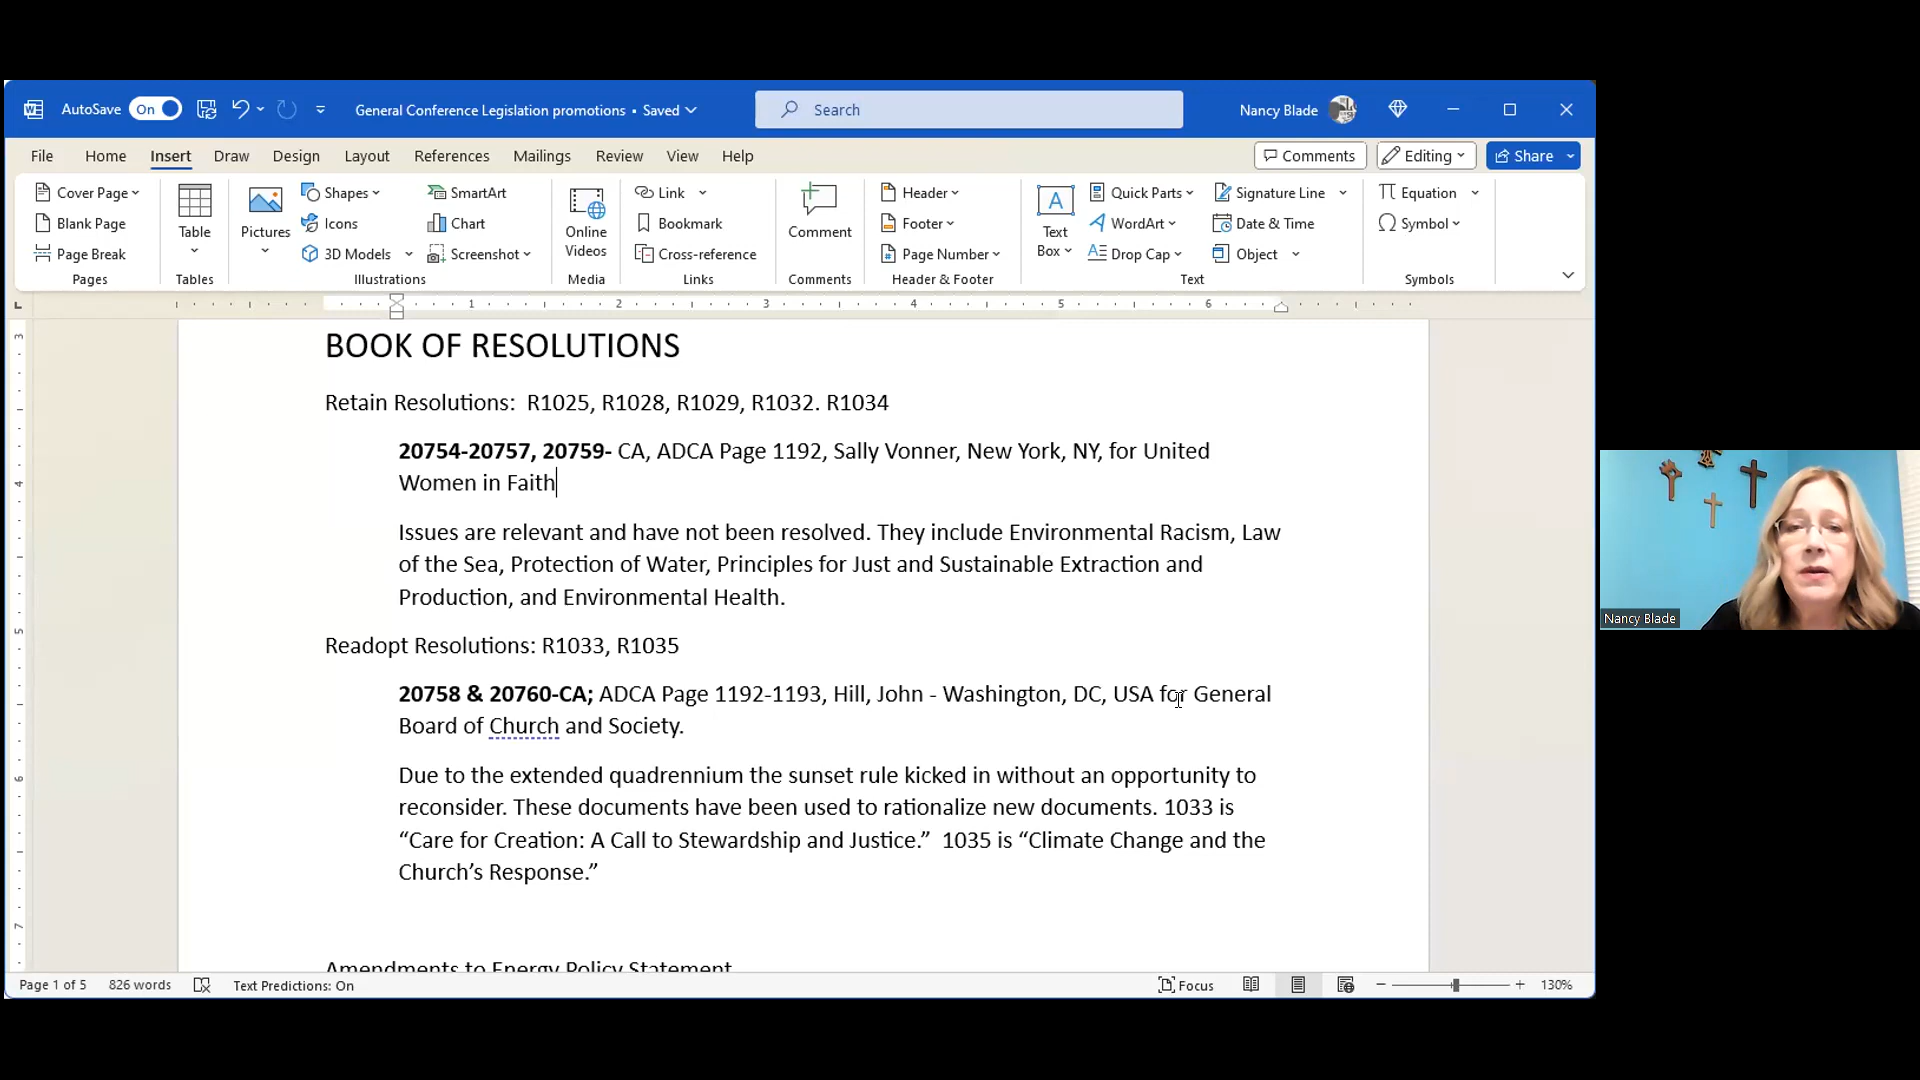 AutoSave On General Conference Legislation promotions • Saved Search Nancy Blade
File Home Insert Draw Design Layout References Mailings Review View Help Comments Editing Share
Cover Page
Blank Page
Page Break
Pages
Table
Tables
Pictures
Shapes
Icons
3D Models
SmartArt
Chart
Screenshot
Illustrations
Online
Videos
Media
Link
Bookmark
Cross-reference
Links
Comment
Comments
Header
Footer
Page Number
Header & Footer
Text
Box
Quick Parts
WordArt
Drop Cap
Signature Line
Date & Time
Object
Text
Equation
Symbol
Symbols
1 2 3 4 5 6
3
4
5
6
7
BOOK OF RESOLUTIONS
Retain Resolutions: R1025, R1028, R1029, R1032. R1034
20754-20757, 20759- CA, ADCA Page 1192, Sally Vonner, New York, NY, for United
Women in Faith
Issues are relevant and have not been resolved. They include Environmental Racism, Law
of the Sea, Protection of Water, Principles for Just and Sustainable Extraction and
Production, and Environmental Health.
Readopt Resolutions: R1033, R1035
20758 & 20760-CA; ADCA Page 1192-1193, Hill, John - Washington, DC, USA for General
Board of Church and Society.
Due to the extended quadrennium the sunset rule kicked in without an opportunity to
reconsider. These documents have been used to rationalize new documents. 1033 is
“Care for Creation: A Call to Stewardship and Justice.” 1035 is “Climate Change and the
Church’s Response.”
Amendments to Energy Policy Statement
Page 1 of 5 826 words Text Predictions: On Focus 130%
Nancy Blade